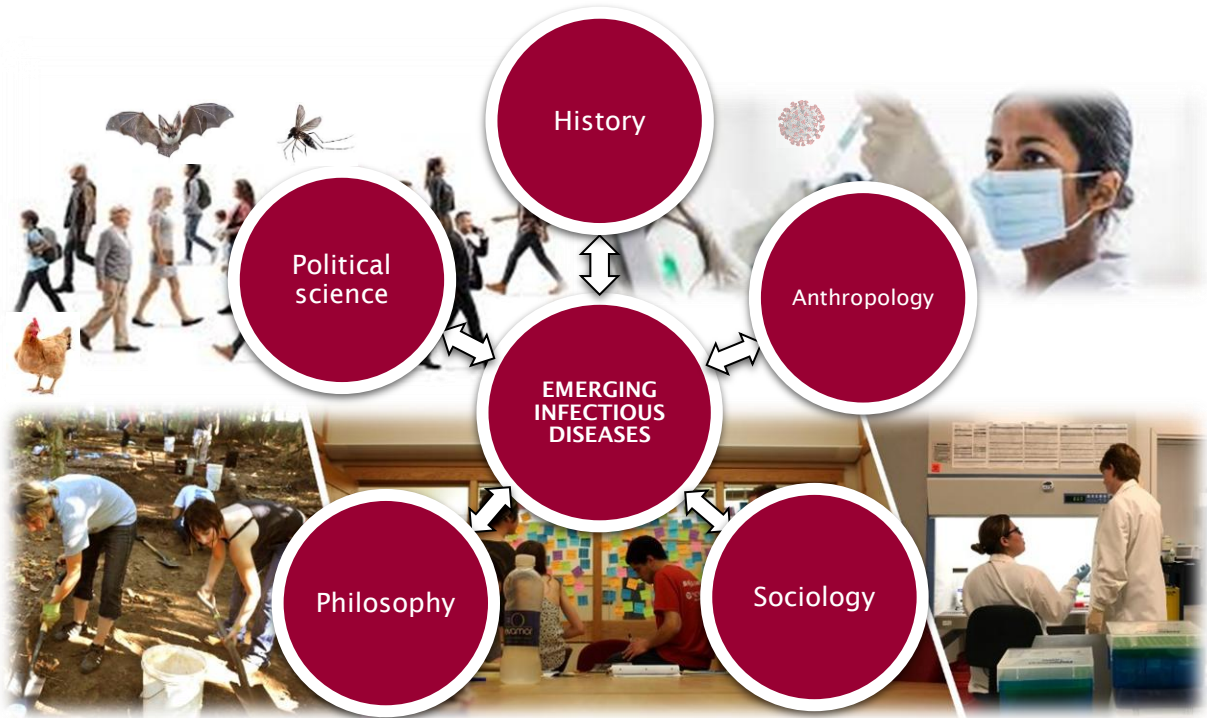 History
Political
science
Anthropology
EMERGING
INFECTIOUS
DISEASES
Philosophy
Sociology